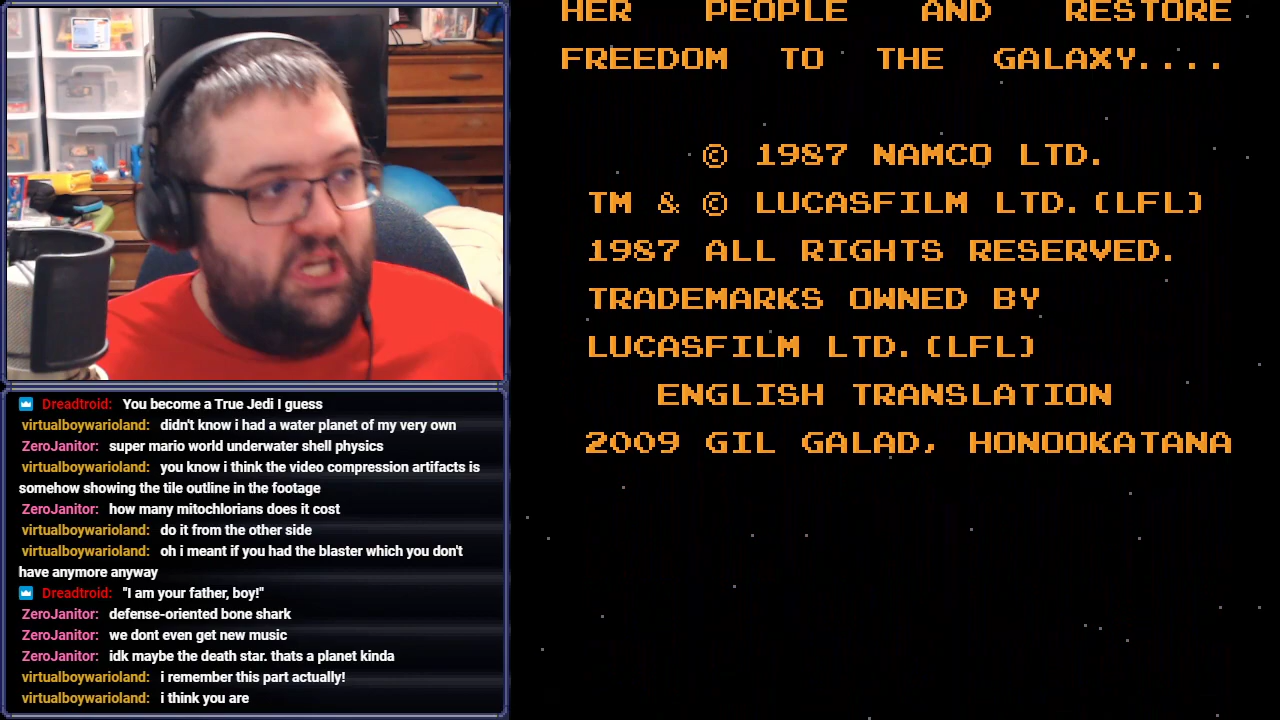 HER PEOPLE AND RESTORE
FREEDOM TO THE GALAXY....
© 1987 NAMCO LTD.
TM & © LUCASFILM LTD.(LFL)
1987 ALL RIGHTS RESERVED.
TRADEMARKS OWNED BY
LUCASFILM LTD.(LFL)
ENGLISH TRANSLATION
2009 GIL GALAD, HONOOKATANA
Dreadtroid: You become a True Jedi I guess
virtualboywarioland: didn't know i had a water planet of my very own
ZeroJanitor: super mario world underwater shell physics
virtualboywarioland: you know i think the video compression artifacts is
somehow showing the tile outline in the footage
ZeroJanitor: how many mitochlorians does it cost
virtualboywarioland: do it from the other side
virtualboywarioland: oh i meant if you had the blaster which you don't
have anymore anyway
Dreadtroid: "I am your father, boy!"
ZeroJanitor: defense-oriented bone shark
ZeroJanitor: we dont even get new music
ZeroJanitor: idk maybe the death star. thats a planet kinda
virtualboywarioland: i remember this part actually!
virtualboywarioland: i think you are